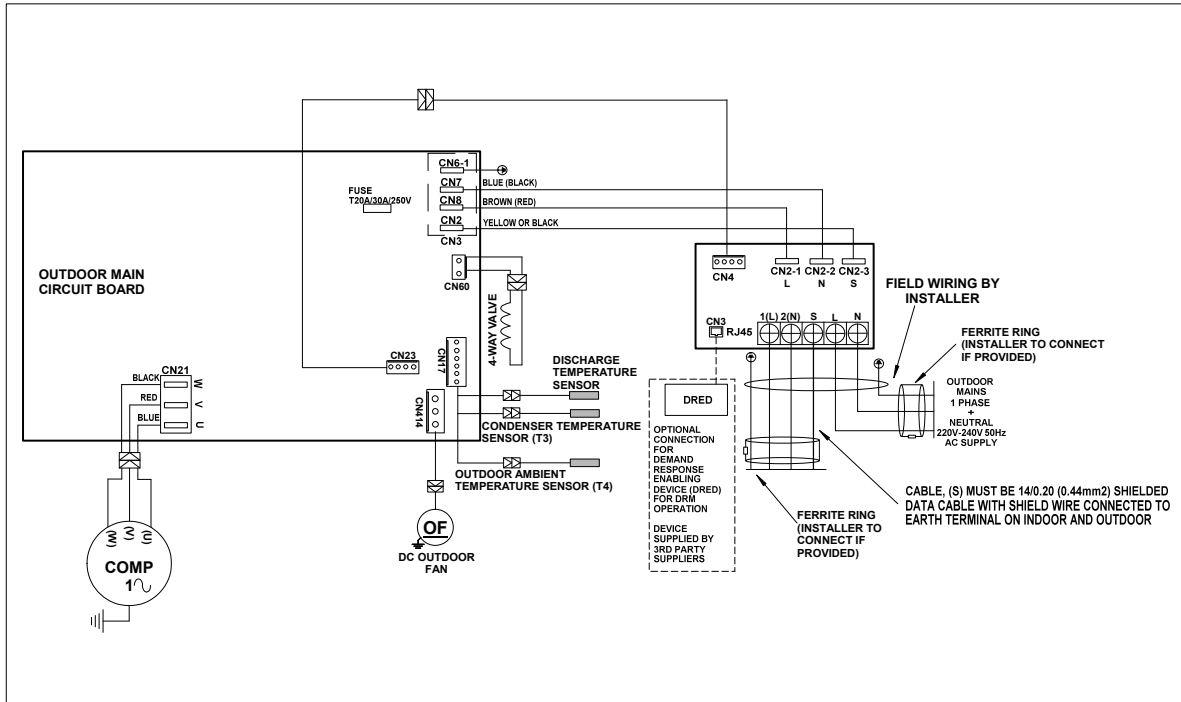 OUTDOOR MAIN
CIRCUIT BOARD
FUSE
T20A/30A/250V
CN6-1
CN7
CN8
CN2
CN3
BLUE (BLACK)
BROWN (RED)
YELLOW OR BLACK
CN60
4-WAY VALVE
CN23
CN17
CN414
CN21
BLACK
RED
BLUE
W
V
U
(W)
(V)
(U)
COMP
1
DISCHARGE
TEMPERATURE
SENSOR
CONDENSER TEMPERATURE
SENSOR (T3)
OUTDOOR AMBIENT
TEMPERATURE SENSOR (T4)
OF
DC OUTDOOR
FAN
CN4
CN2-1
L
CN2-2
N
CN2-3
S
CN3
RJ45
1(L)
2(N)
S
L
N
FIELD WIRING BY
INSTALLER
FERRITE RING
(INSTALLER TO CONNECT
IF PROVIDED)
OUTDOOR
MAINS
1 PHASE
+
NEUTRAL
220V-240V 50Hz
AC SUPPLY
DRED
OPTIONAL
CONNECTION
FOR
DEMAND
RESPONSE
ENABLING
DEVICE (DRED)
FOR DRM
OPERATION
DEVICE
SUPPLIED BY
3RD PARTY
SUPPLIERS
FERRITE RING
(INSTALLER TO
CONNECT IF
PROVIDED)
CABLE, (S) MUST BE 14/0.20 (0.44mm2) SHIELDED
DATA CABLE WITH SHIELD WIRE CONNECTED TO
EARTH TERMINAL ON INDOOR AND OUTDOOR